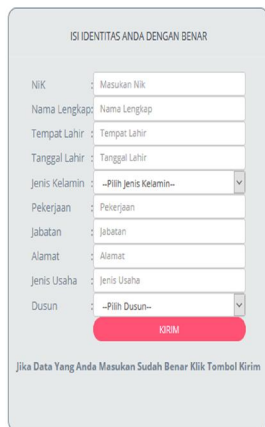 ISI IDENTITAS ANDA DENGAN BENAR
NiK : Masukan Nik
Nama Lengkap: Nama Lengkap
Tempat Lahir : Tempat Lahir
Tanggal Lahir : Tanggal Lahir
Jenis Kelamin : --Pilih Jenis Kelamin--
Pekerjaan : Pekerjaan
Jabatan : Jabatan
Alamat : Alamat
Jenis Usaha : Jenis Usaha
Dusun : --Pilih Dusun--
KIRIM
Jika Data Yang Anda Masukan Sudah Benar Klik Tombol Kirim